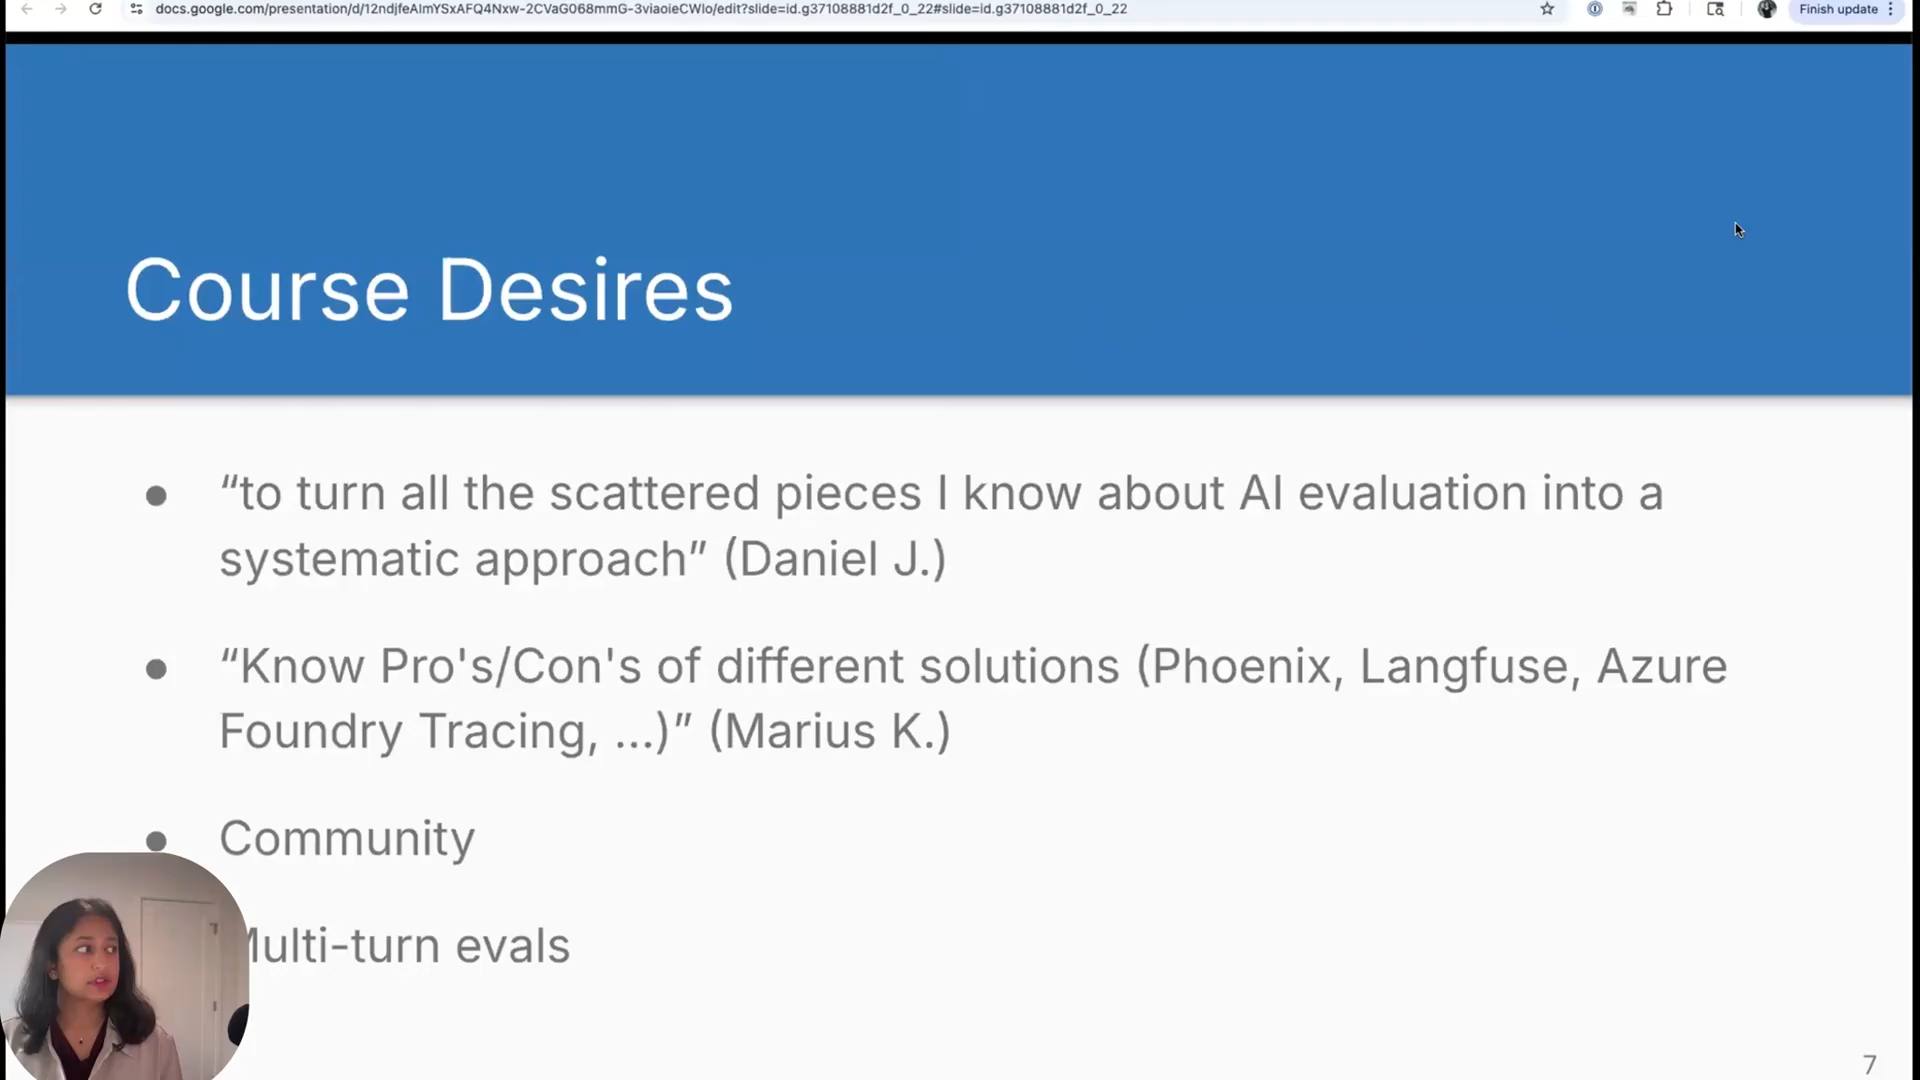 docs.google.com/presentation/d/12ndjfeAlmYSxAFQ4Nxw-2CVaG068mmG-3viaoieCWlo/edit?slide=id.g37108881d2f_0_22#slide=id.g37108881d2f_0_22
Finish update
Course Desires
“to turn all the scattered pieces I know about AI evaluation into a
systematic approach” (Daniel J.)
“Know Pro's/Con's of different solutions (Phoenix, Langfuse, Azure
Foundry Tracing, ...)” (Marius K.)
Community
Multi-turn evals
7